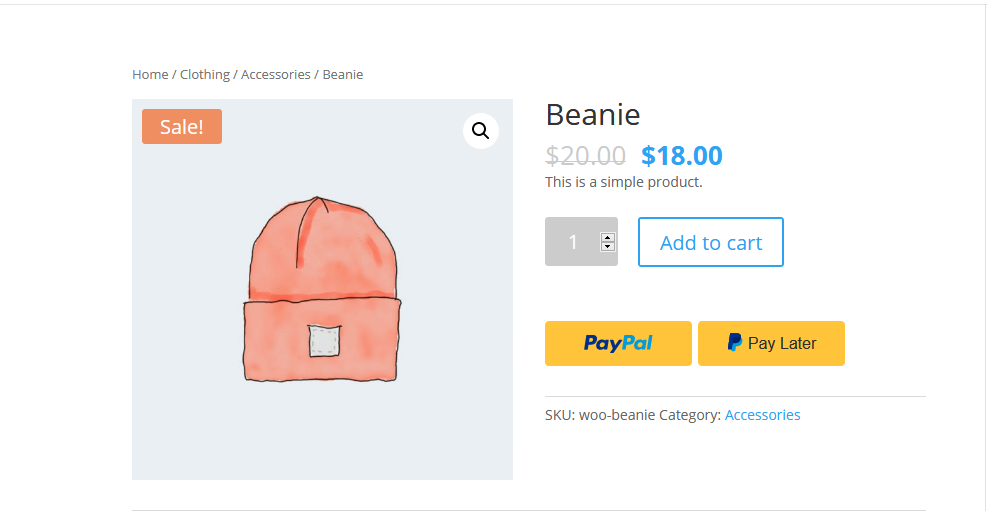 Home / Clothing / Accessories / Beanie
Sale!
Beanie
$20.00 $18.00
This is a simple product.
1
Add to cart
PayPal
Pay Later
SKU: woo-beanie Category: Accessories